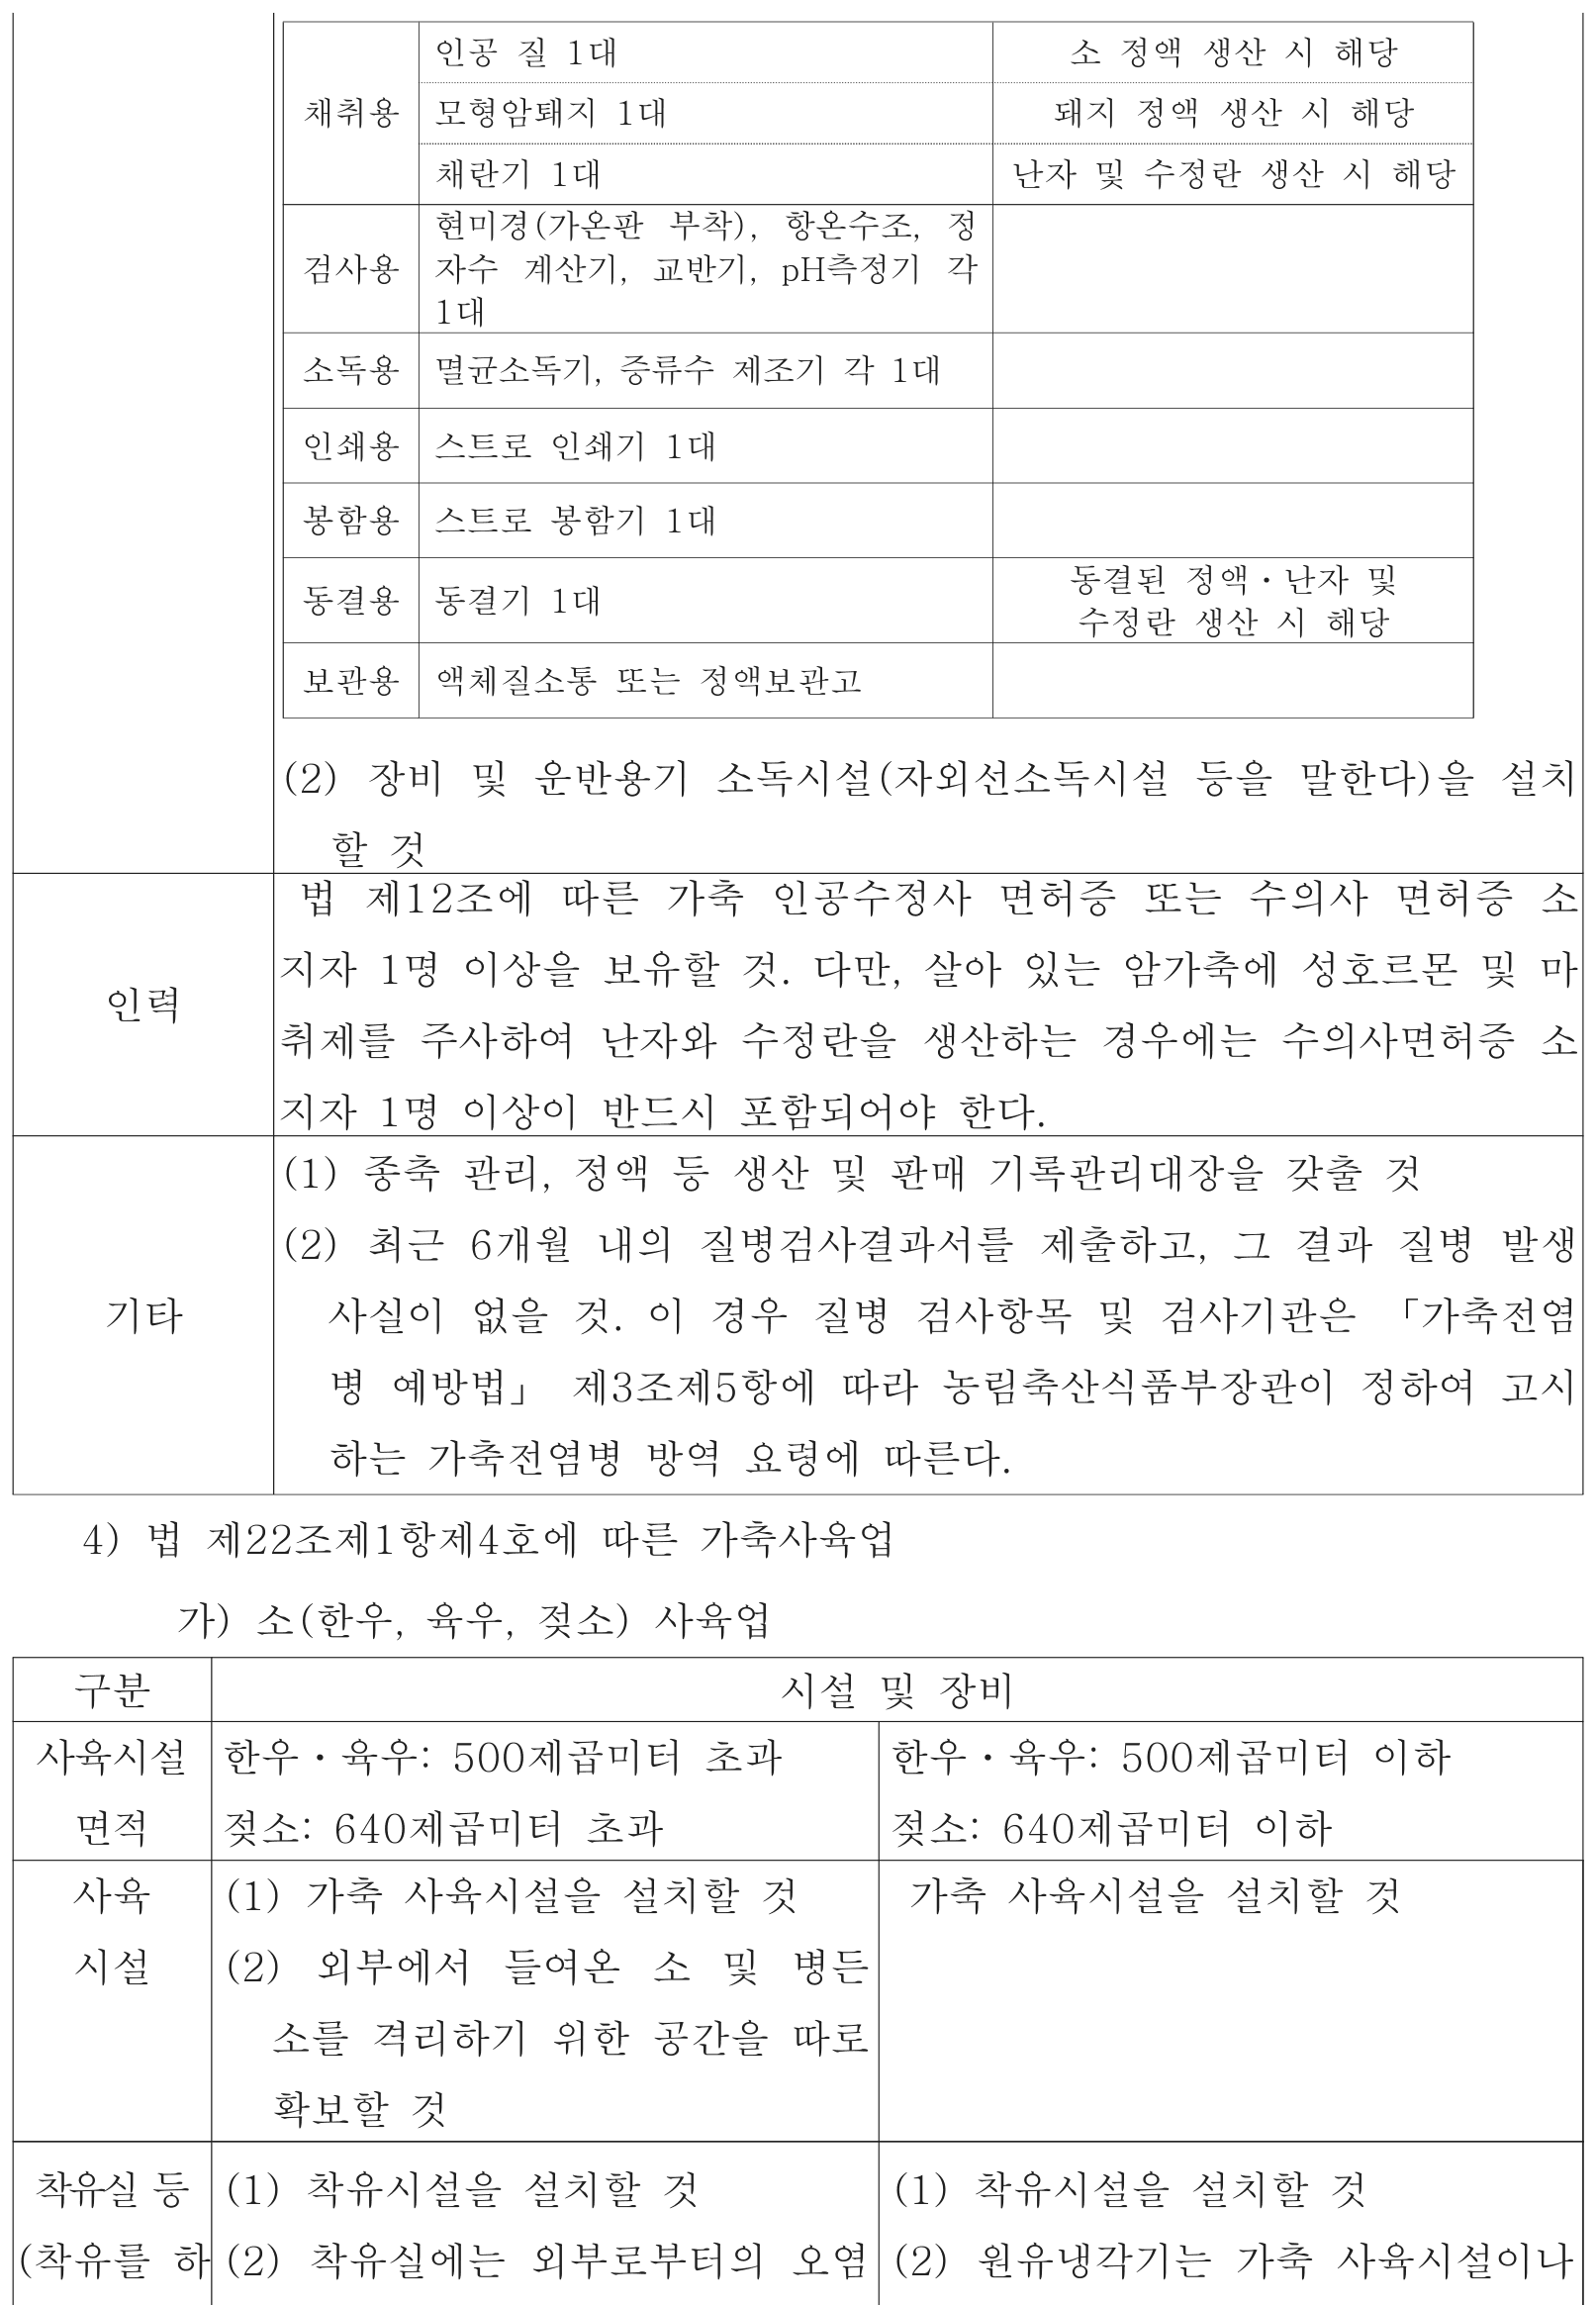 인공 질 1대 소 정액 생산 시 해당
채취용 모형암퇘지 1대 돼지 정액 생산 시 해당
채란기 1대 난자 및 수정란 생산 시 해당
현미경(가온판 부착), 항온수조, 정
검사용 자수 계산기, 교반기, pH측정기 각
1대
소독용 멸균소독기, 증류수 제조기 각 1대
인쇄용 스트로 인쇄기 1대
봉함용 스트로 봉함기 1대
동결용 동결기 1대 동결된 정액·난자 및
수정란 생산 시 해당
보관용 액체질소통 또는 정액보관고
(2) 장비 및 운반용기 소독시설(자외선소독시설 등을 말한다)을 설치
할 것
법 제12조에 따른 가축 인공수정사 면허증 또는 수의사 면허증 소
지자 1명 이상을 보유할 것. 다만, 살아 있는 암가축에 성호르몬 및 마
인력
취제를 주사하여 난자와 수정란을 생산하는 경우에는 수의사면허증 소
지자 1명 이상이 반드시 포함되어야 한다.
(1) 종축 관리, 정액 등 생산 및 판매 기록관리대장을 갖출 것
(2) 최근 6개월 내의 질병검사결과서를 제출하고, 그 결과 질병 발생
기타 사실이 없을 것. 이 경우 질병 검사항목 및 검사기관은 「가축전염
병 예방법」 제3조제5항에 따라 농림축산식품부장관이 정하여 고시
하는 가축전염병 방역 요령에 따른다.
4) 법 제22조제1항제4호에 따른 가축사육업
가) 소(한우, 육우, 젖소) 사육업
구분 시설 및 장비
사육시설 한우·육우: 500제곱미터 초과 한우·육우: 500제곱미터 이하
면적 젖소: 640제곱미터 초과 젖소: 640제곱미터 이하
사육 (1) 가축 사육시설을 설치할 것 가축 사육시설을 설치할 것
시설 (2) 외부에서 들여온 소 및 병든
소를 격리하기 위한 공간을 따로
확보할 것
착유실 등 (1) 착유시설을 설치할 것 (1) 착유시설을 설치할 것
(착유를 하 (2) 착유실에는 외부로부터의 오염 (2) 원유냉각기는 가축 사육시설이나